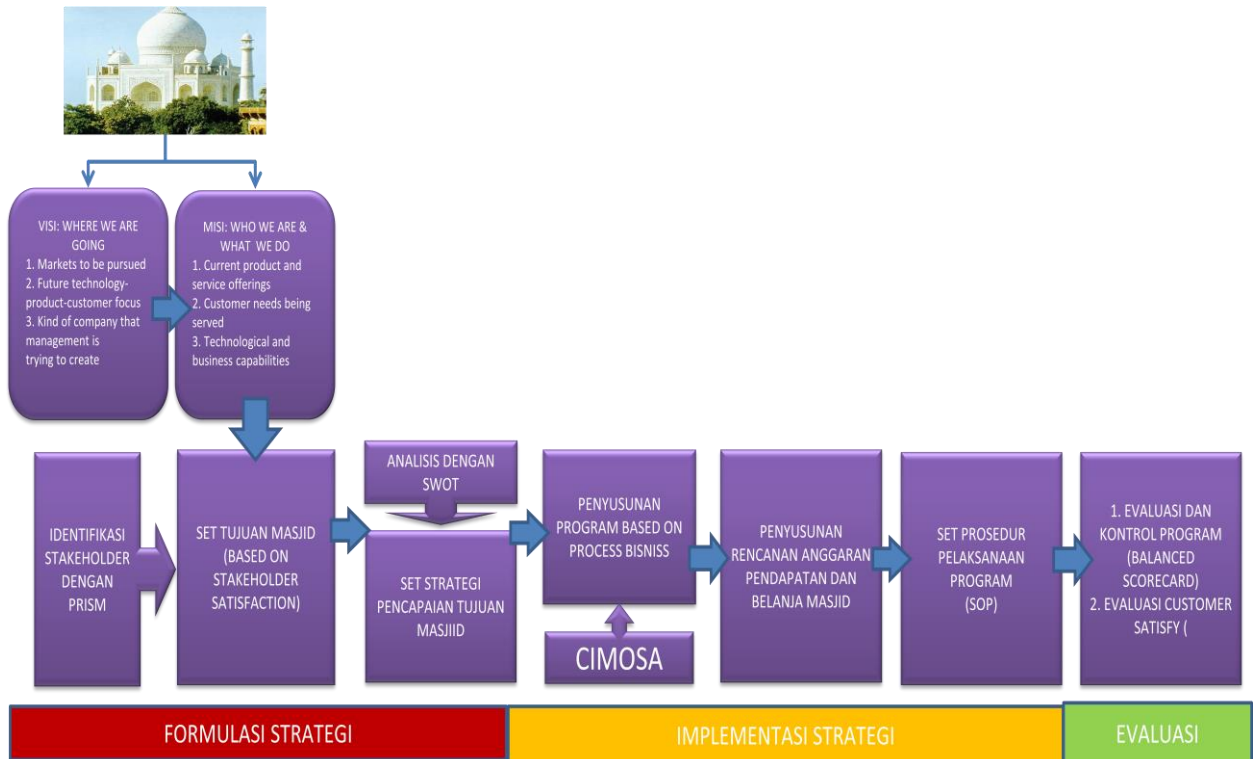 VISI: WHERE WE ARE
GOING
1. Markets to be pursued
2. Future technology-
product-customer focus
3. Kind of company that
management is
trying to create
MISI: WHO WE ARE &
WHAT WE DO
1. Current product and
service offerings
2. Customer needs being
served
3. Technological and
business capabilities
IDENTIFIKASI
STAKEHOLDER
DENGAN
PRISM
SET TUJUAN MASJID
(BASED ON
STAKEHOLDER
SATISFACTION)
ANALISIS DENGAN
SWOT
SET STRATEGI
PENCAPAIAN TUJUAN
MASJIID
PENYUSUNAN
PROGRAM BASED ON
PROCESS BISNISS
CIMOSA
PENYUSUNAN
RENCANAN ANGGARAN
PENDAPATAN DAN
BELANJA MASJID
SET PROSEDUR
PELAKSANAAN
PROGRAM
(SOP)
1. EVALUASI DAN
KONTROL PROGRAM
(BALANCED
SCORECARD)
2. EVALUASI CUSTOMER
SATISFY (
FORMULASI STRATEGI
IMPLEMENTASI STRATEGI
EVALUASI